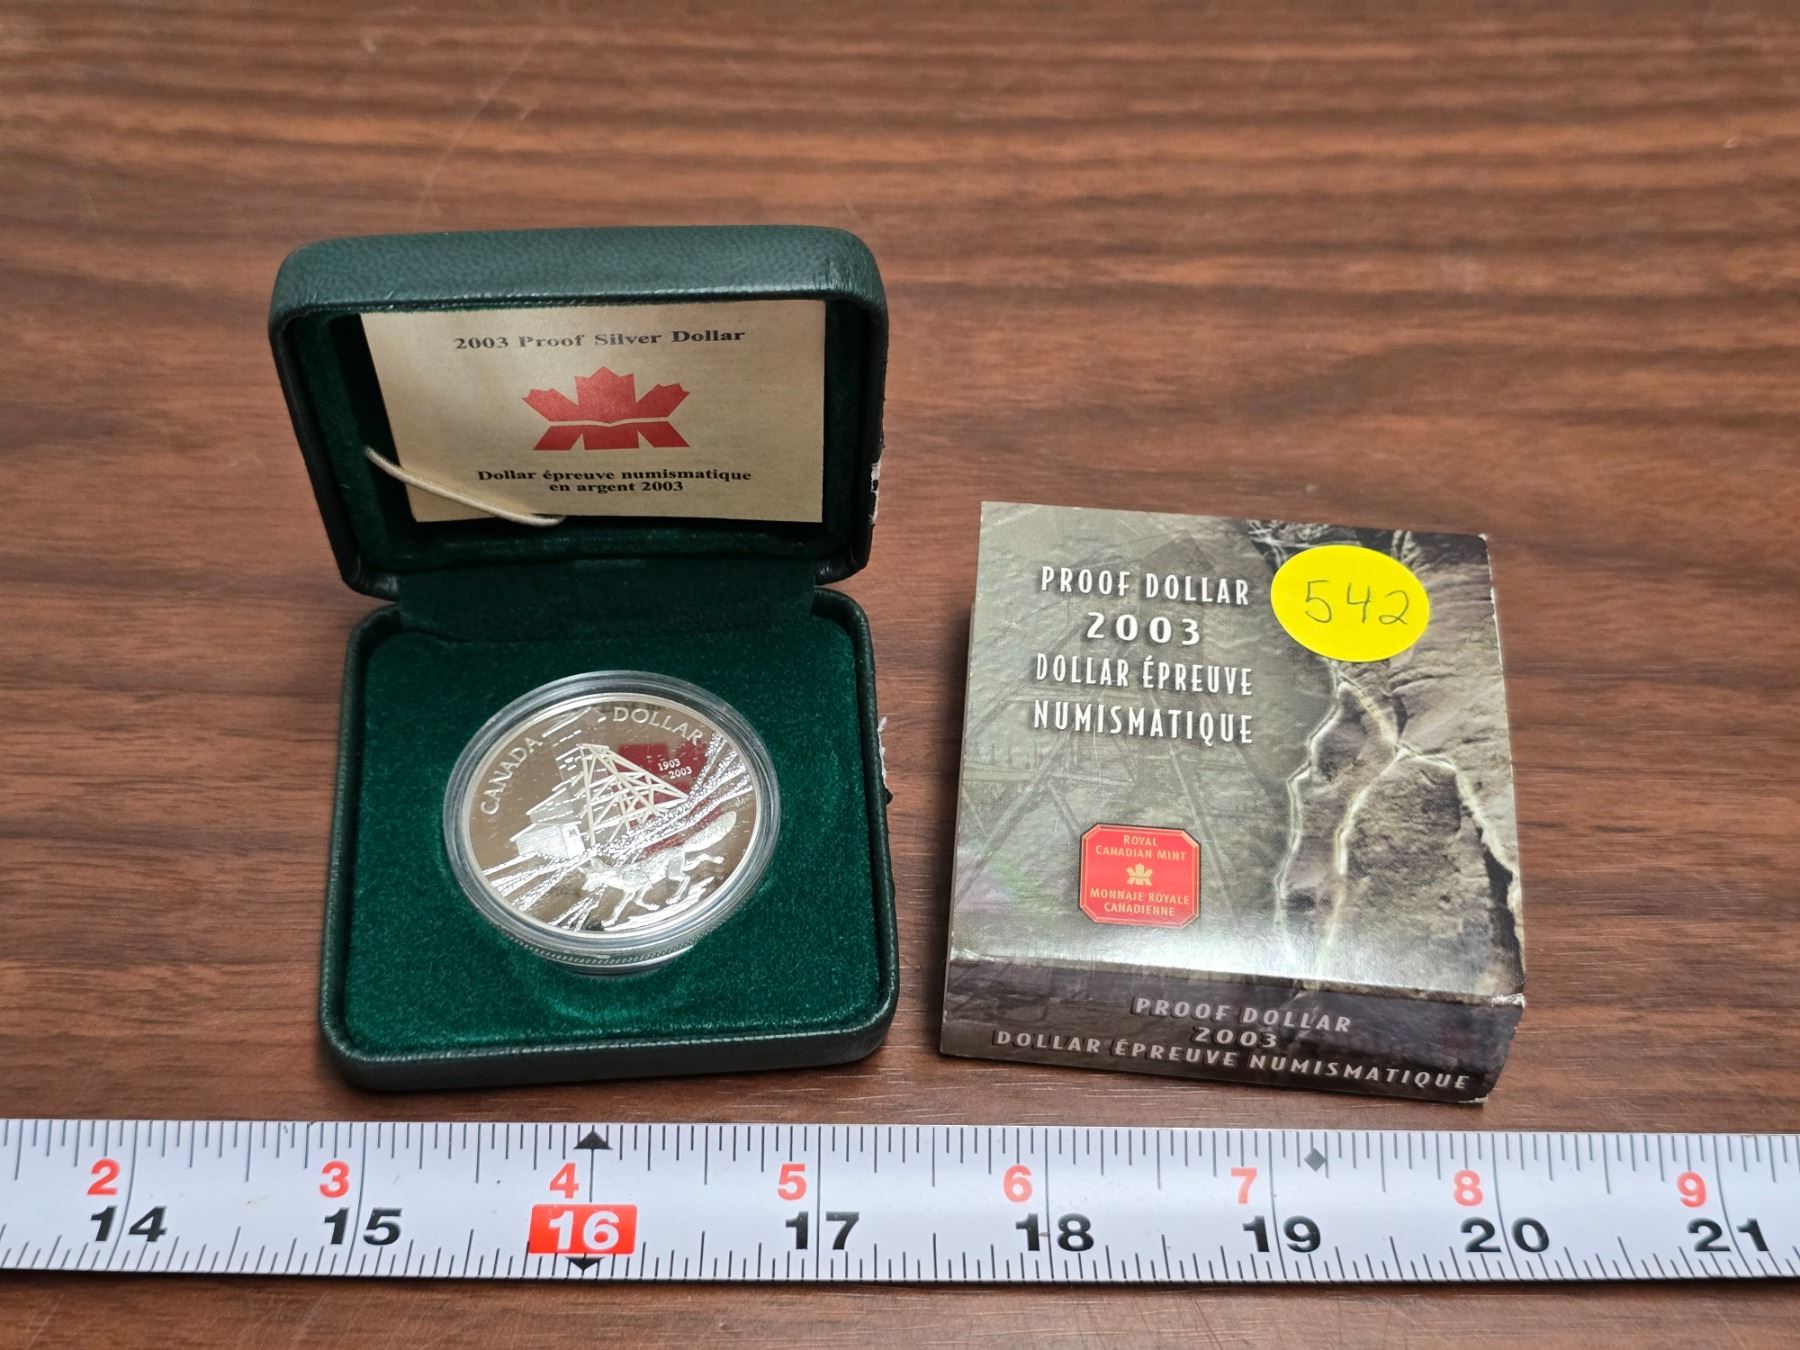 2003 Proof Silver Dollar
Dollar épreuve numismatique
en argent 2003
CANADA DOLLAR
1903
2003
PROOF DOLLAR
2003
DOLLAR ÉPREUVE
NUMISMATIQUE
542
ROYAL
CANADIAN MINT
MONNAIE ROYALE
CANADIENNE
PROOF DOLLAR
2003
DOLLAR ÉPREUVE NUMISMATIQUE
2 3 4 5 6 7 8 9
14 15 16 17 18 19 20 21